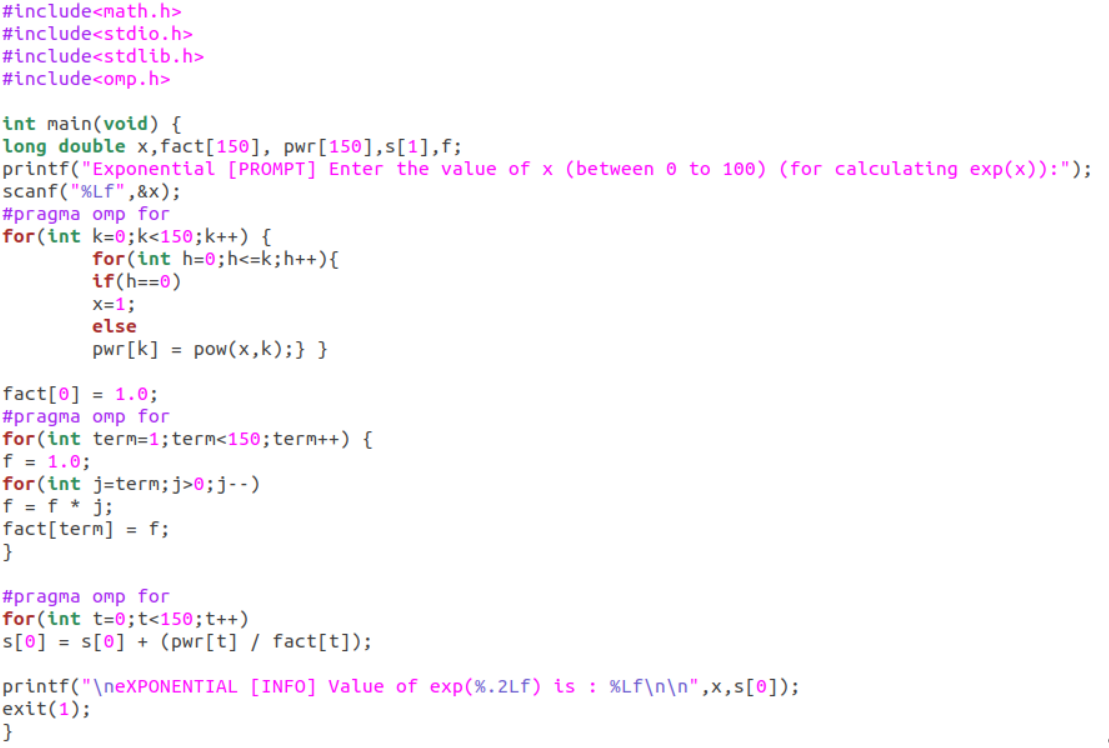 #include<math.h>
#include<stdio.h>
#include<stdlib.h>
#include<omp.h>

int main(void) {
long double x,fact[150], pwr[150],s[1],f;
printf("Exponential [PROMPT] Enter the value of x (between 0 to 100) (for calculating exp(x)):");
scanf("%Lf",&x);
#pragma omp for
for(int k=0;k<150;k++) {
        for(int h=0;h<=k;h++){
        if(h==0)
        x=1;
        else
        pwr[k] = pow(x,k);} }

fact[0] = 1.0;
#pragma omp for
for(int term=1;term<150;term++) {
f = 1.0;
for(int j=term;j>0;j--)
f = f * j;
fact[term] = f;
}

#pragma omp for
for(int t=0;t<150;t++)
s[0] = s[0] + (pwr[t] / fact[t]);

printf("\neXPONENTIAL [INFO] Value of exp(%.2Lf) is : %Lf\n\n",x,s[0]);
exit(1);
}